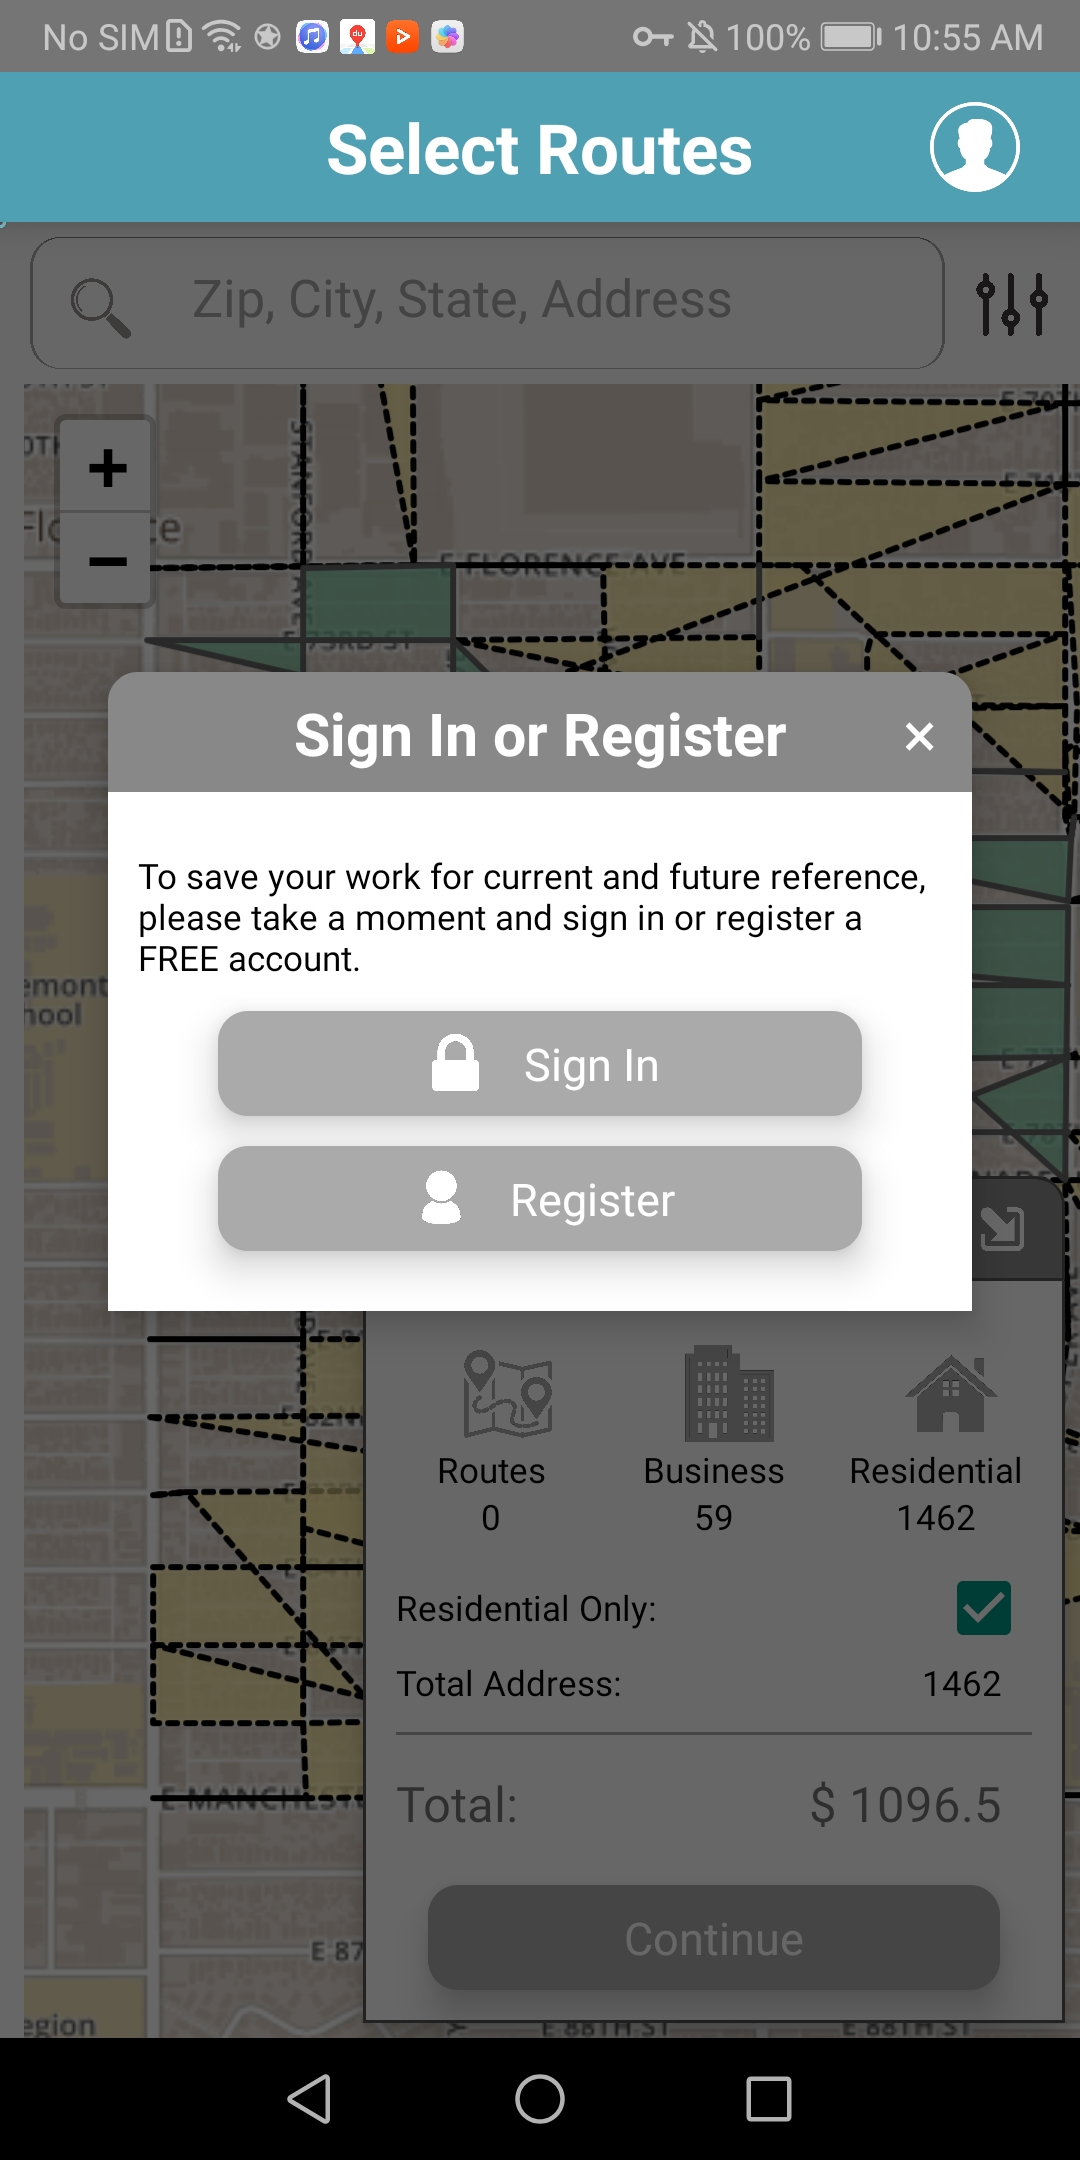 No SIM
100%
10:55 AM
Select Routes
Zip, City, State, Address
+
−
E FLORENCE AVE
E 73RD ST
Sign In or Register
×
To save your work for current and future reference,
please take a moment and sign in or register a
FREE account.
Sign In
Register
Routes
Business
Residential
0
59
1462
Residential Only:
Total Address:
1462
Total:
$ 1096.5
Continue
E 87
egion
E 88TH ST
E 88TH ST